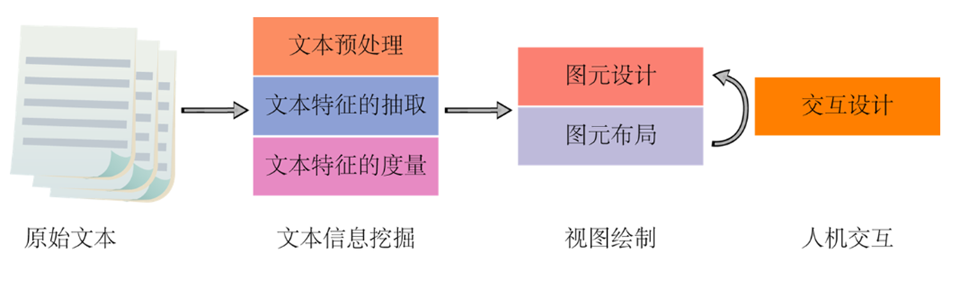 文本预处理
文本特征的抽取
文本特征的度量
图元设计
图元布局
交互设计
原始文本
文本信息挖掘
视图绘制
人机交互